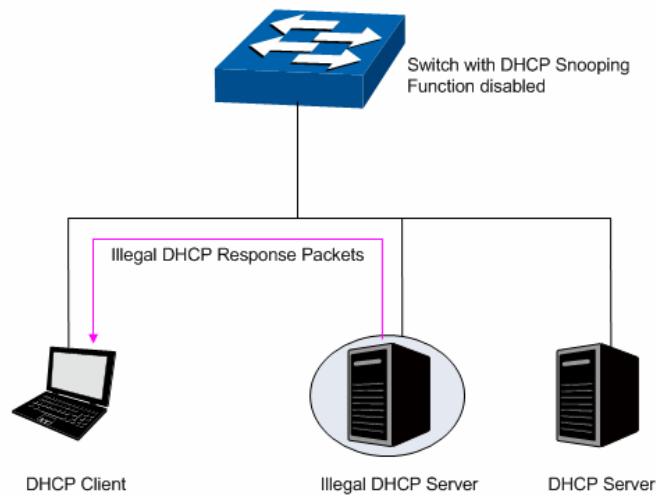 Switch with DHCP Snooping
Function disabled
Illegal DHCP Response Packets
DHCP Client
Illegal DHCP Server
DHCP Server